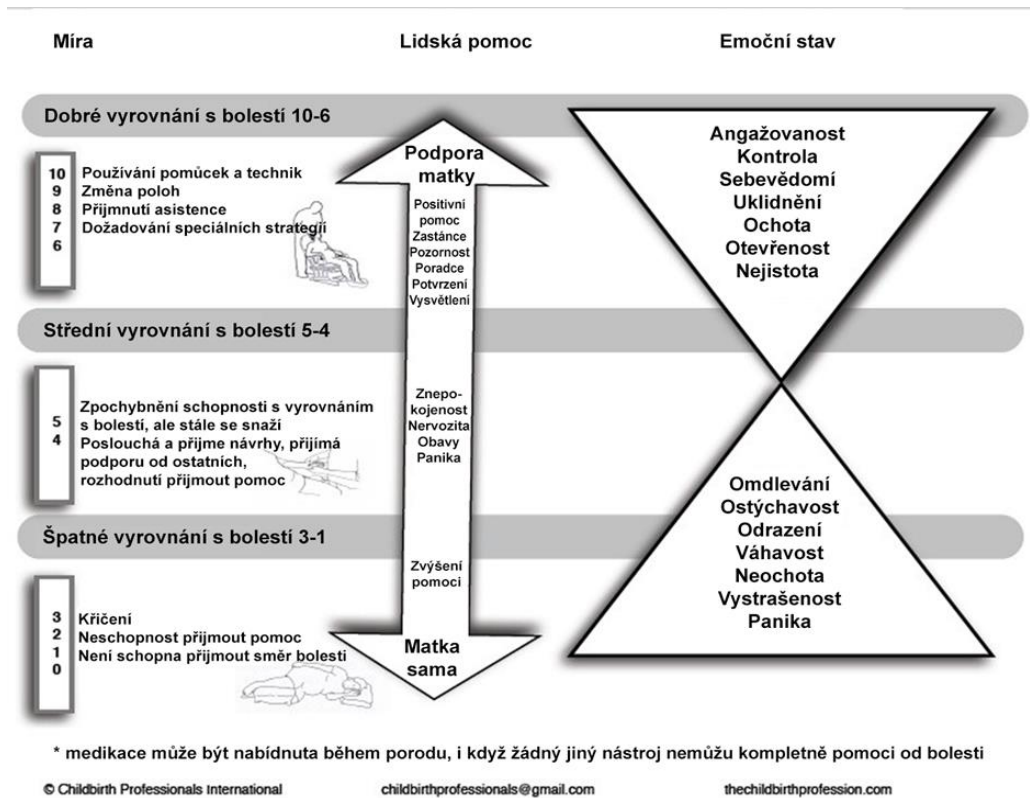 Míra
Lidská pomoc
Emoční stav
Dobré vyrovnání s bolestí 10-6
10
9
8
7
6
Používání pomůcek a technik
Změna poloh
Příjmnutí asistence
Dožadování speciálních strategií
Podpora
matky
Positivní
pomoc
Zastánce
Pozornost
Poradce
Potvrzení
Vysvětlení
Angažovanost
Kontrola
Sebevědomí
Uklidnění
Ochota
Otevřenost
Nejistota
Střední vyrovnání s bolestí 5-4
5
4
Zpochybnění schopnosti s vyrovnáním
s bolestí, ale stále se snaží
Poslouchá a přijme návrhy, přijímá
podporu od ostatních,
rozhodnutí přijmout pomoc
Znepo-
kojenost
Nervozita
Obavy
Panika
Omdlevání
Ostýchavost
Odrazení
Váhavost
Neochota
Vystrašenost
Panika
Špatné vyrovnání s bolestí 3-1
3
2
1
0
Křičení
Neschopnost přijmout pomoc
Není schopna přijmout směr bolesti
Zvýšení
pomoci
Matka
sama
* medikace může být nabídnuta během porodu, i když žádný jiný nástroj nemůžu kompletně pomoci od bolesti
© Childbirth Professionals International
childbirthprofessionals@gmail.com
thechildbirthprofession.com